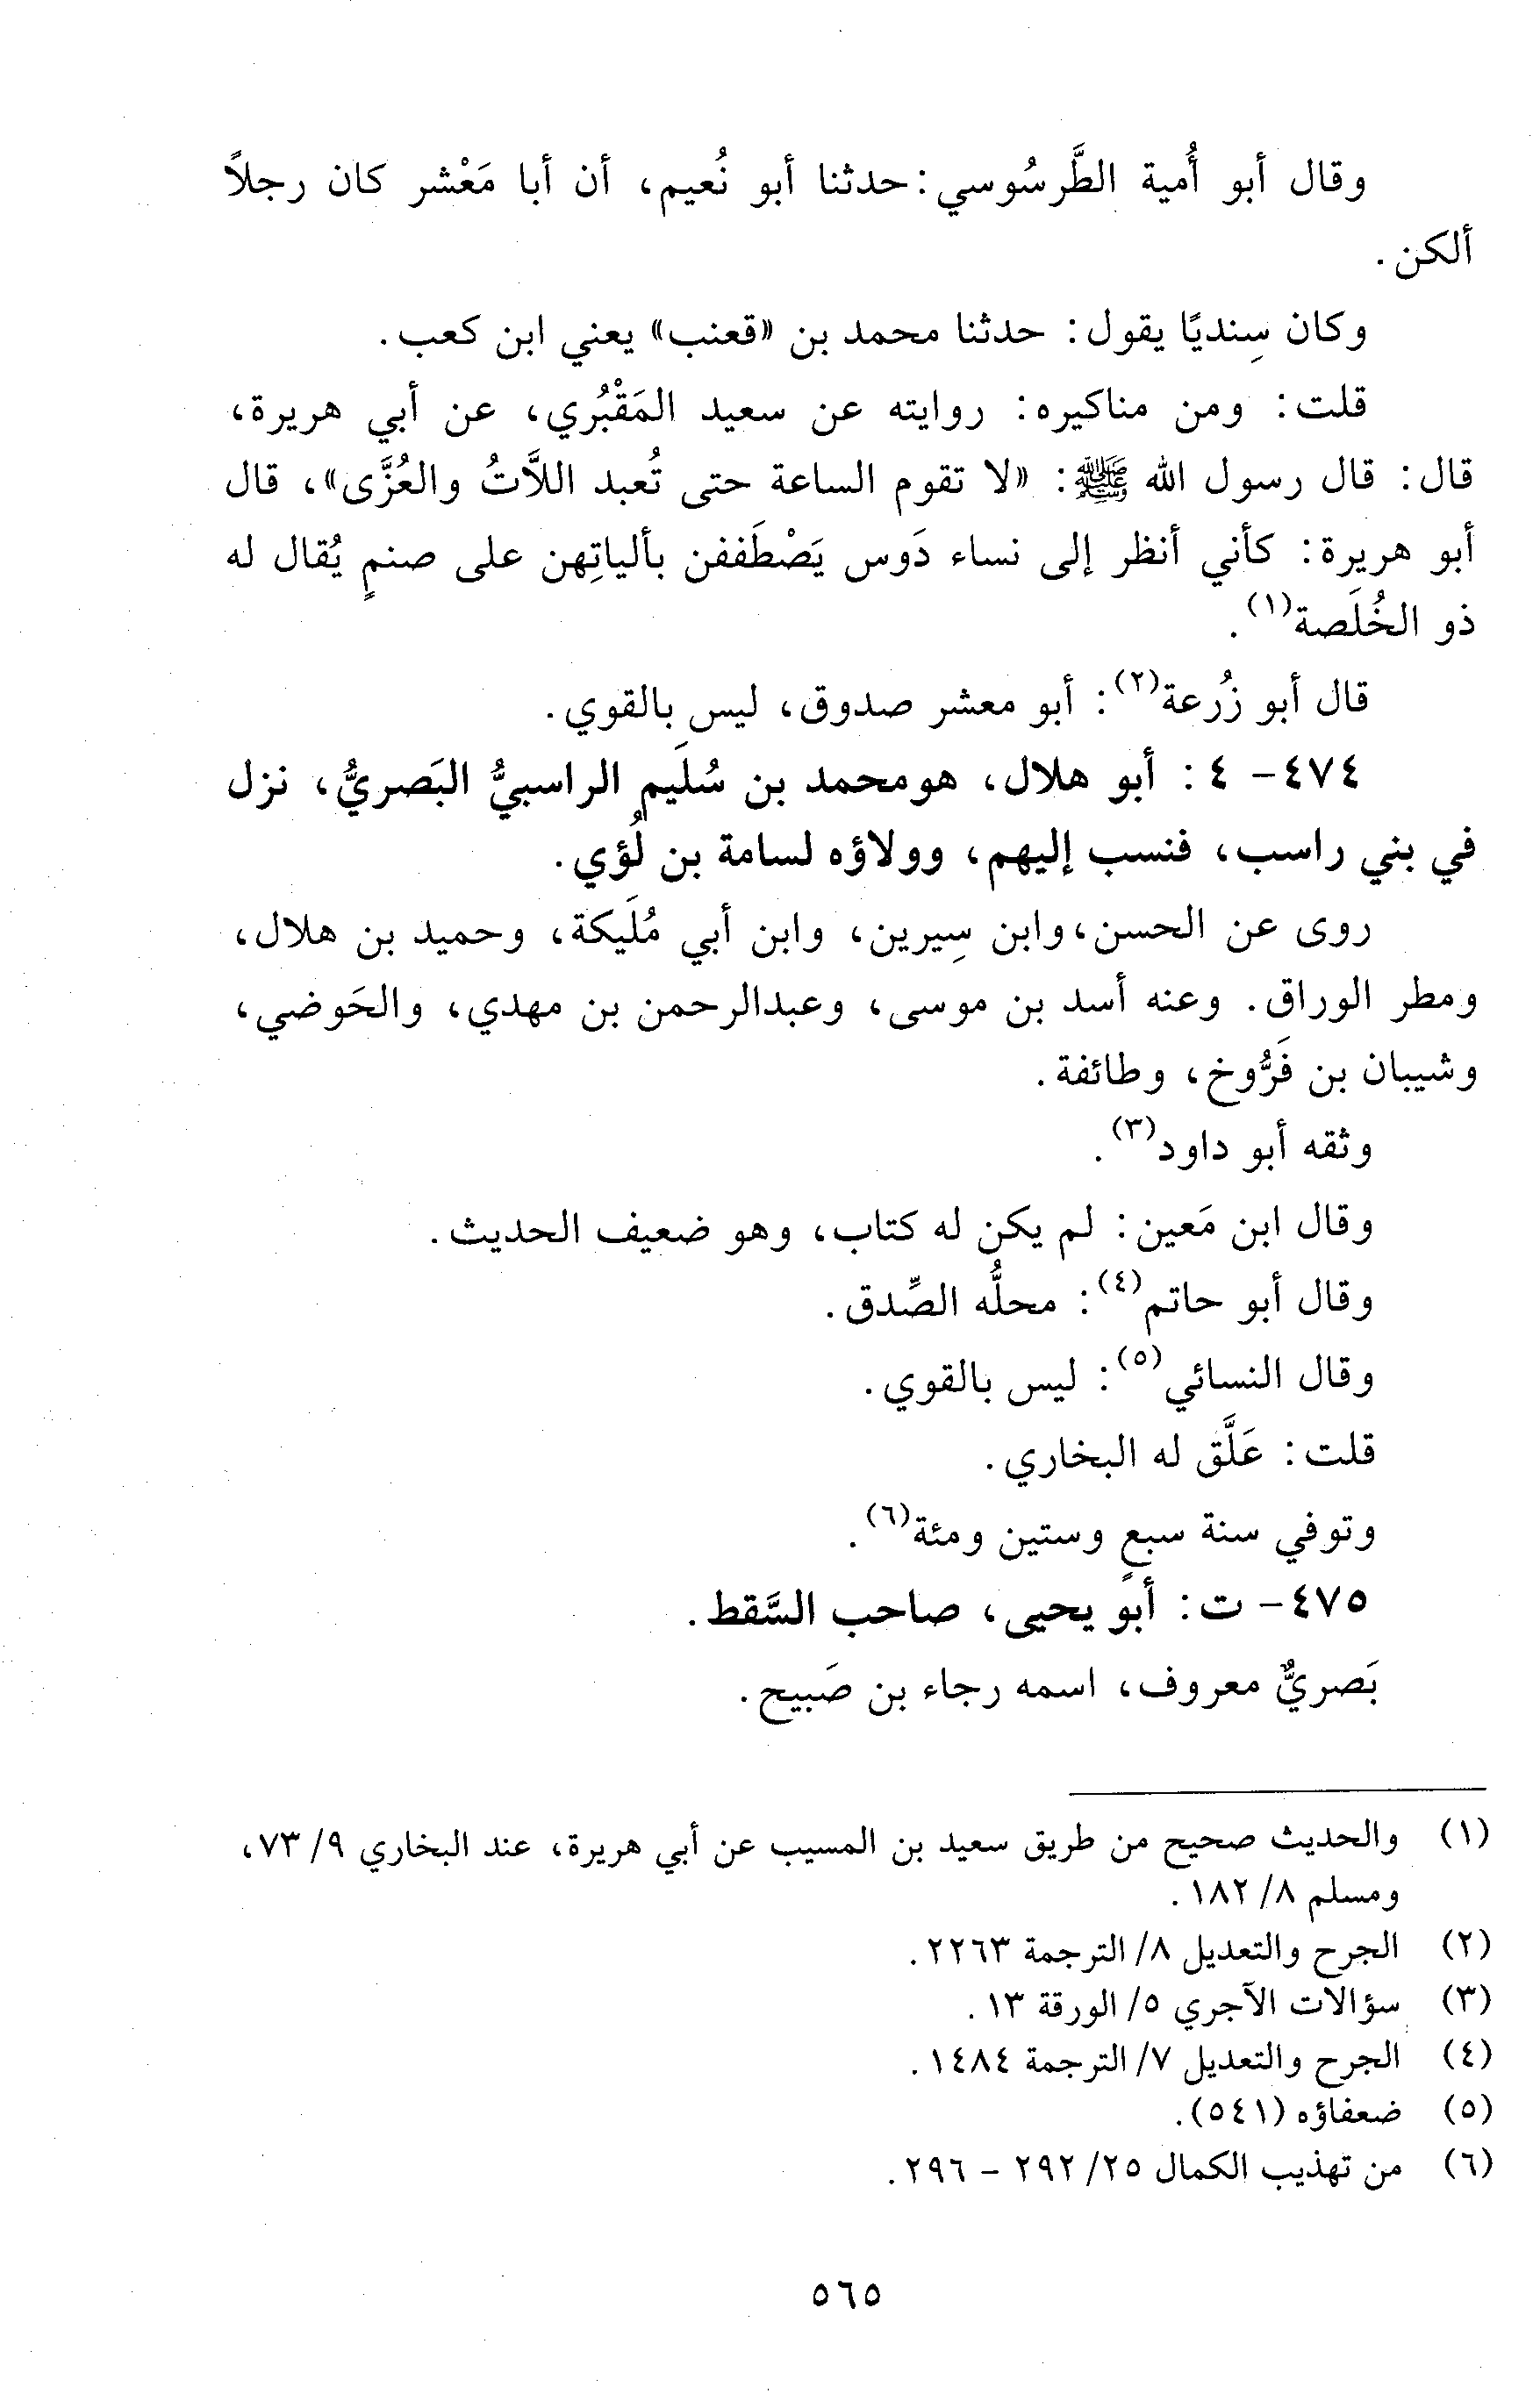 وقال أبو أُمية الطَّرسُوسي: حدثنا أبو نُعيم، أن أبا مَعْشر كان رجلاً
ألكن.
وكان سِنديًا يقول: حدثنا محمد بن «قعنب» يعني ابن كعب.
قلت: ومن مناكيره: روايته عن سعيد المَقْبُري، عن أبي هريرة،
قال: قال رسول الله ﷺ: «لا تقوم الساعة حتى تُعبد اللاَّتُ والعُزَّى»، قال
أبو هريرة: كأني أنظر إلى نساء دَوس يَصْطَففن بألياتِهن على صنمٍ يُقال له
ذو الخُلَصة(١).
قال أبو زُرعة(٢): أبو معشر صدوق، ليس بالقوي.
٤٧٤- ٤: أبو هلال، هومحمد بن سُلَيم الراسبيُّ البَصريُّ، نزل
في بني راسب، فنسب إليهم، وولاؤه لسامة بن لُؤي.
روى عن الحسن، وابن سِيرين، وابن أبي مُلَيكة، وحميد بن هلال،
ومطر الوراق. وعنه أسد بن موسى، وعبدالرحمن بن مهدي، والحَوضي،
وشيبان بن فَرُّوخ، وطائفة.
وثقه أبو داود(٣).
وقال ابن مَعين: لم يكن له كتاب، وهو ضعيف الحديث.
وقال أبو حاتم(٤): محلُّه الصِّدق.
وقال النسائي(٥): ليس بالقوي.
قلت: عَلَّق له البخاري.
وتوفي سنة سبعٍ وستين ومئة(٦).
٤٧٥- ت: أبو يحيى، صاحب السَّقط.
بَصريٌّ معروف، اسمه رجاء بن صَبيح.
(١) والحديث صحيح من طريق سعيد بن المسيب عن أبي هريرة، عند البخاري ٩/ ٧٣،
ومسلم ٨/ ١٨٢.
(٢) الجرح والتعديل ٨/ الترجمة ٢٢٦٣.
(٣) سؤالات الآجري ٥/ الورقة ١٣.
(٤) الجرح والتعديل ٧/ الترجمة ١٤٨٤.
(٥) ضعفاؤه (٥٤١).
(٦) من تهذيب الكمال ٢٥/ ٢٩٢ - ٢٩٦.
٥٦٥